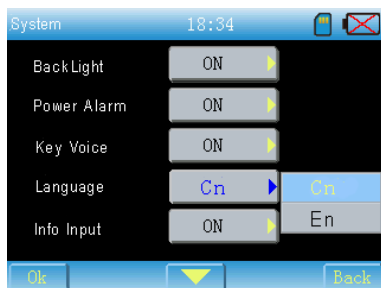 System 18:34
BackLight ON
Power Alarm ON
Key Voice ON
Language Cn Cn
En
Info Input ON
Ok Back